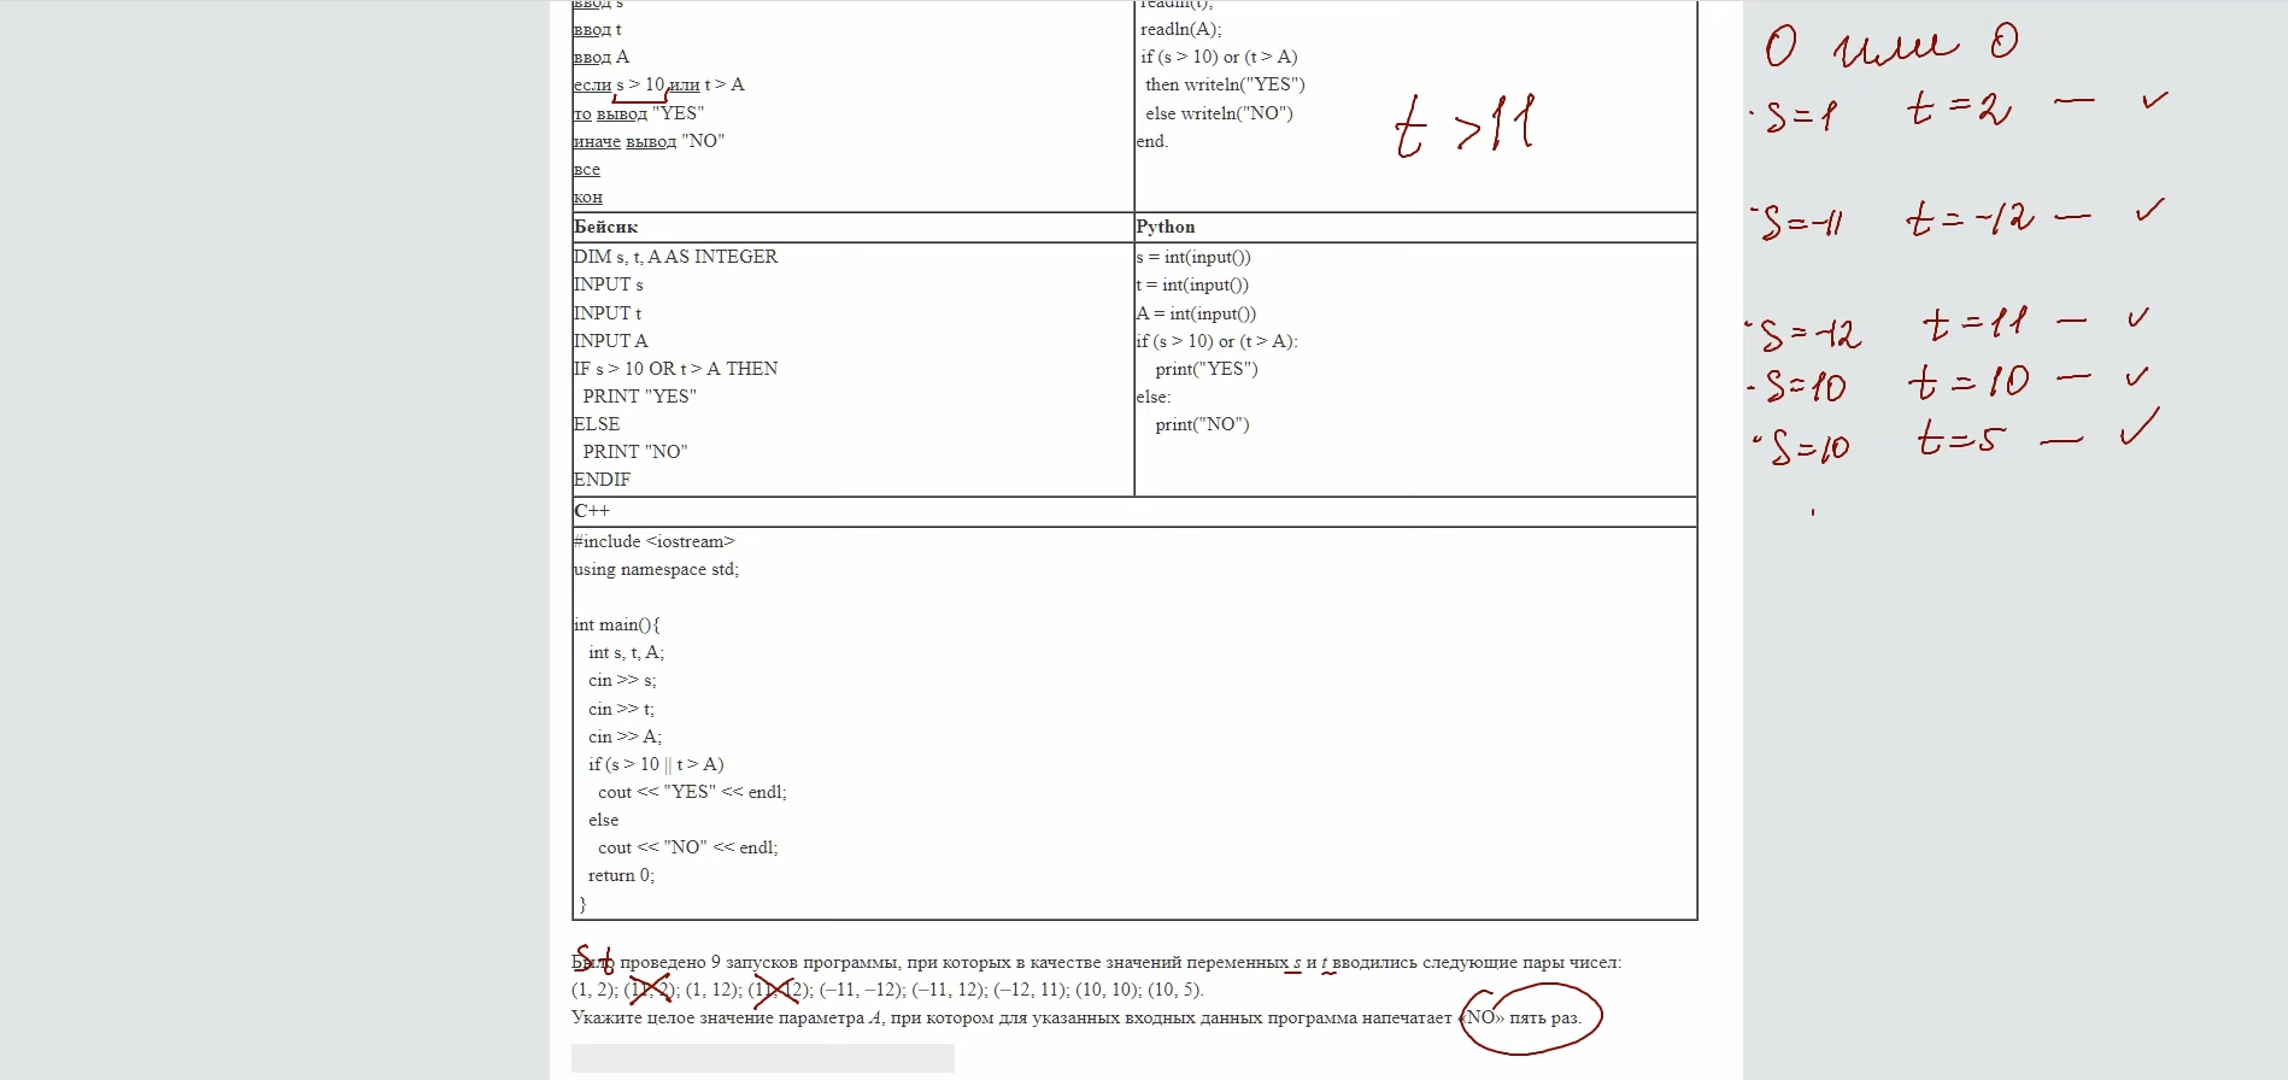 ввод s
ввод t
ввод A
если s > 10 или t > A
то вывод "YES"
иначе вывод "NO"
все
кон
readln(t);
readln(A);
if (s > 10) or (t > A)
then writeln("YES")
else writeln("NO")
end.
t > 11
Бейсик
DIM s, t, A AS INTEGER
INPUT s
INPUT t
INPUT A
IF s > 10 OR t > A THEN
PRINT "YES"
ELSE
PRINT "NO"
ENDIF
Python
s = int(input())
t = int(input())
A = int(input())
if (s > 10) or (t > A):
print("YES")
else:
print("NO")
C++
#include <iostream>
using namespace std;
int main(){
int s, t, A;
cin >> s;
cin >> t;
cin >> A;
if (s > 10 || t > A)
cout << "YES" << endl;
else
cout << "NO" << endl;
return 0;
}
s t
Было проведено 9 запусков программы, при которых в качестве значений переменных s и t вводились следующие пары чисел:
(1, 2); (11, 2); (1, 12); (11, 12); (–11, –12); (–11, 12); (–12, 11); (10, 10); (10, 5).
Укажите целое значение параметра A, при котором для указанных входных данных программа напечатает «NO» пять раз.
0 или 0
· s=1 t=2 — ✓
- s=-11 t=-12 — ✓
· s=-12 t=11 — ✓
- s=10 t=10 — ✓
· s=10 t=5 — ✓